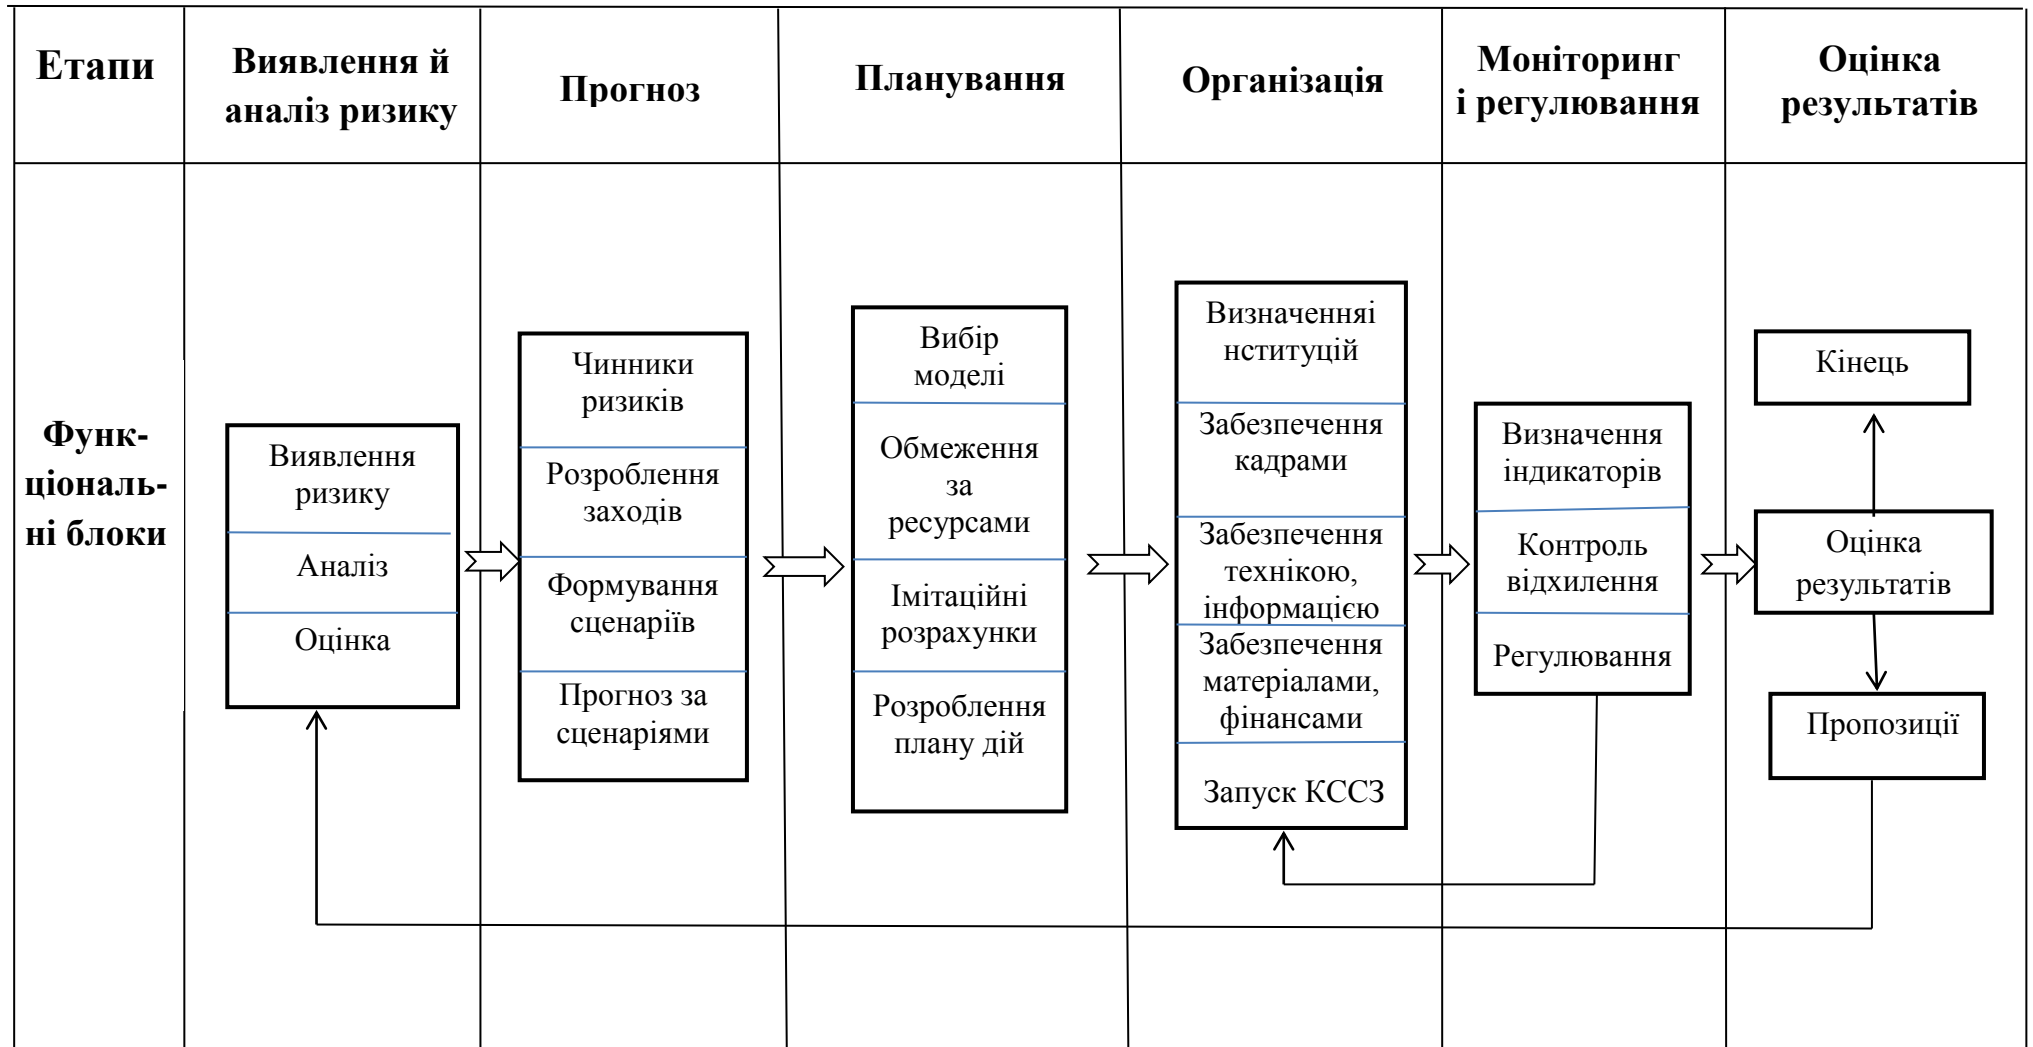 Етапи
Виявлення й
аналіз ризику
Прогноз
Планування
Організація
Моніторинг
і регулювання
Оцінка
результатів
Функ-
ціональ-
ні блоки
Виявлення
ризику
Аналіз
Оцінка
Чинники
ризиків
Розроблення
заходів
Формування
сценаріїв
Прогноз за
сценаріями
Вибір
моделі
Обмеження
за
ресурсами
Імітаційні
розрахунки
Розроблення
плану дій
Визначенняі
нституцій
Забезпечення
кадрами
Забезпечення
технікою,
інформацією
Забезпечення
матеріалами,
фінансами
Запуск КССЗ
Визначення
індикаторів
Контроль
відхилення
Регулювання
Кінець
Оцінка
результатів
Пропозиції